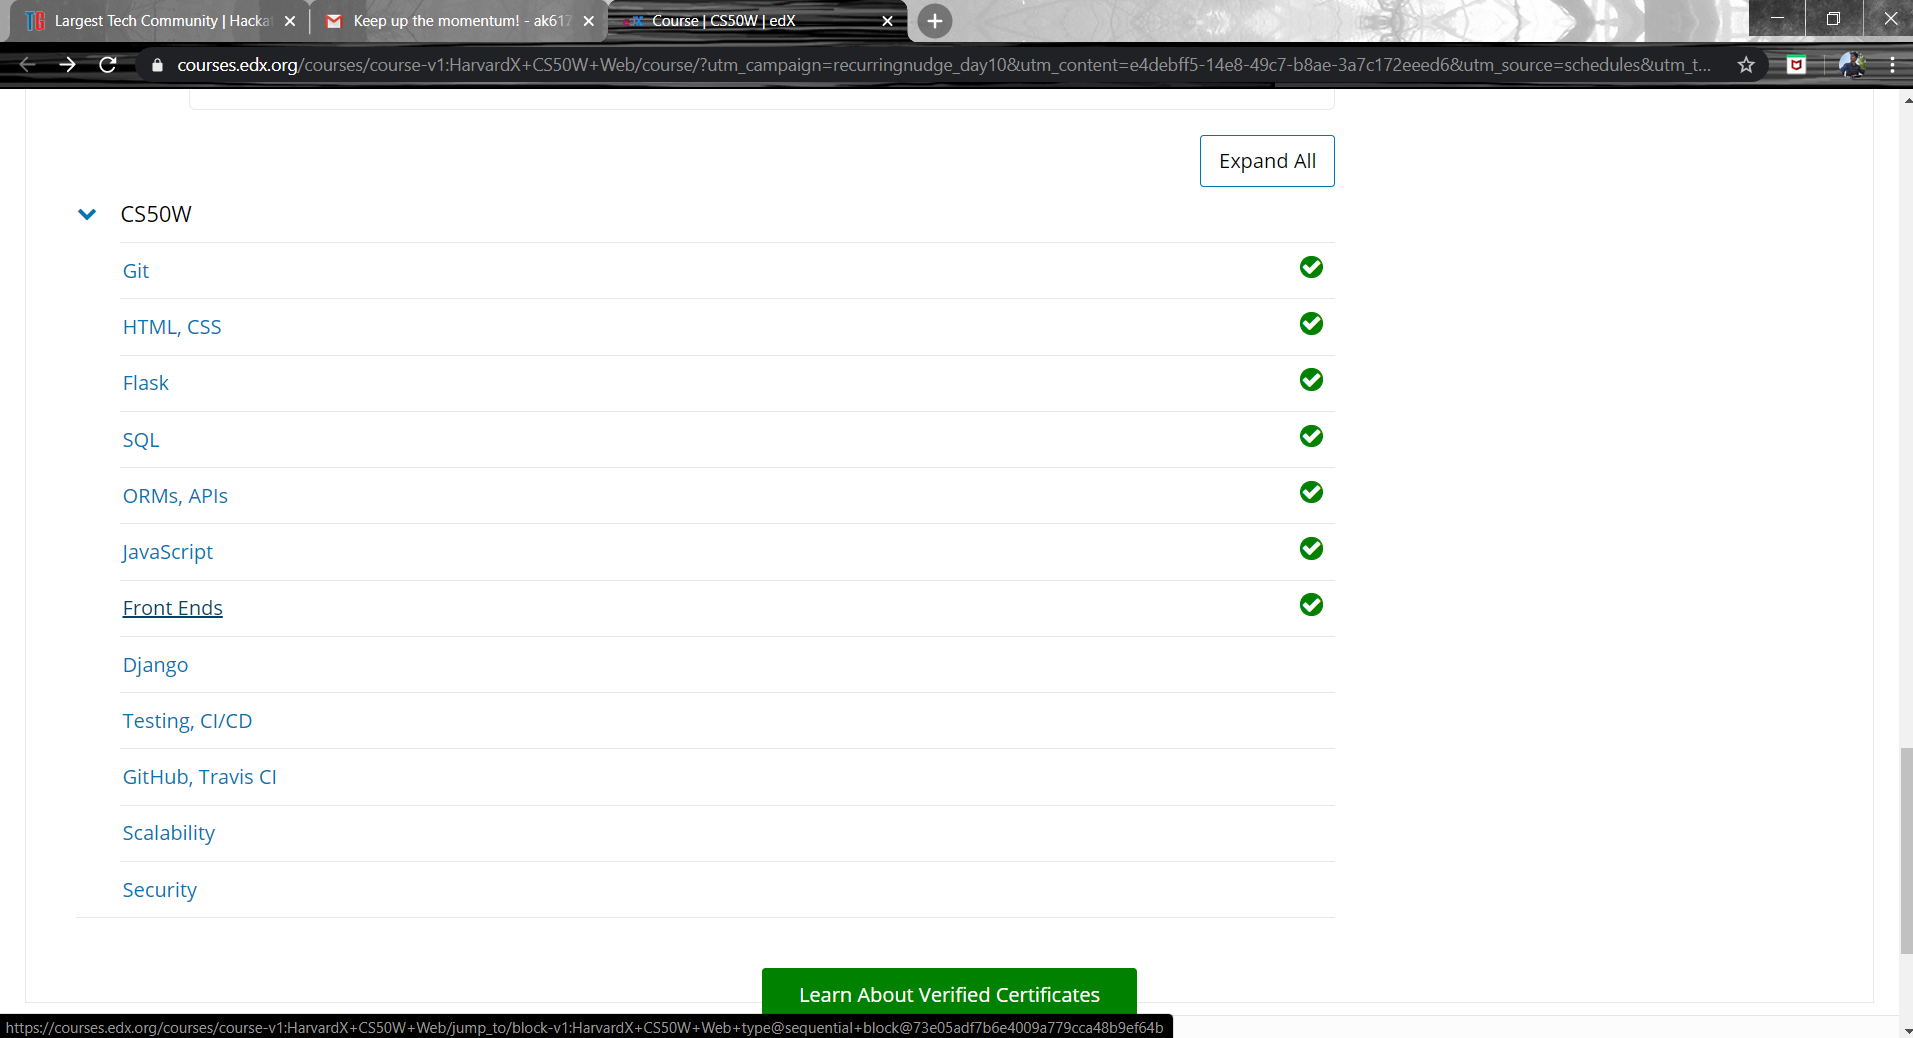 Largest Tech Community | Hacka
Keep up the momentum! - ak617
Course | CS50W | edX
courses.edx.org/courses/course-v1:HarvardX+CS50W+Web/course/?utm_campaign=recurringnudge_day10&utm_content=e4debff5-14e8-49c7-b8ae-3a7c172eeed6&utm_source=schedules&utm_t...
Expand All
CS50W
Git
HTML, CSS
Flask
SQL
ORMs, APIs
JavaScript
Front Ends
Django
Testing, CI/CD
GitHub, Travis CI
Scalability
Security
Learn About Verified Certificates
https://courses.edx.org/courses/course-v1:HarvardX+CS50W+Web/jump_to/block-v1:HarvardX+CS50W+Web+type@sequential+block@73e05adf7b6e4009a779cca48b9ef64b